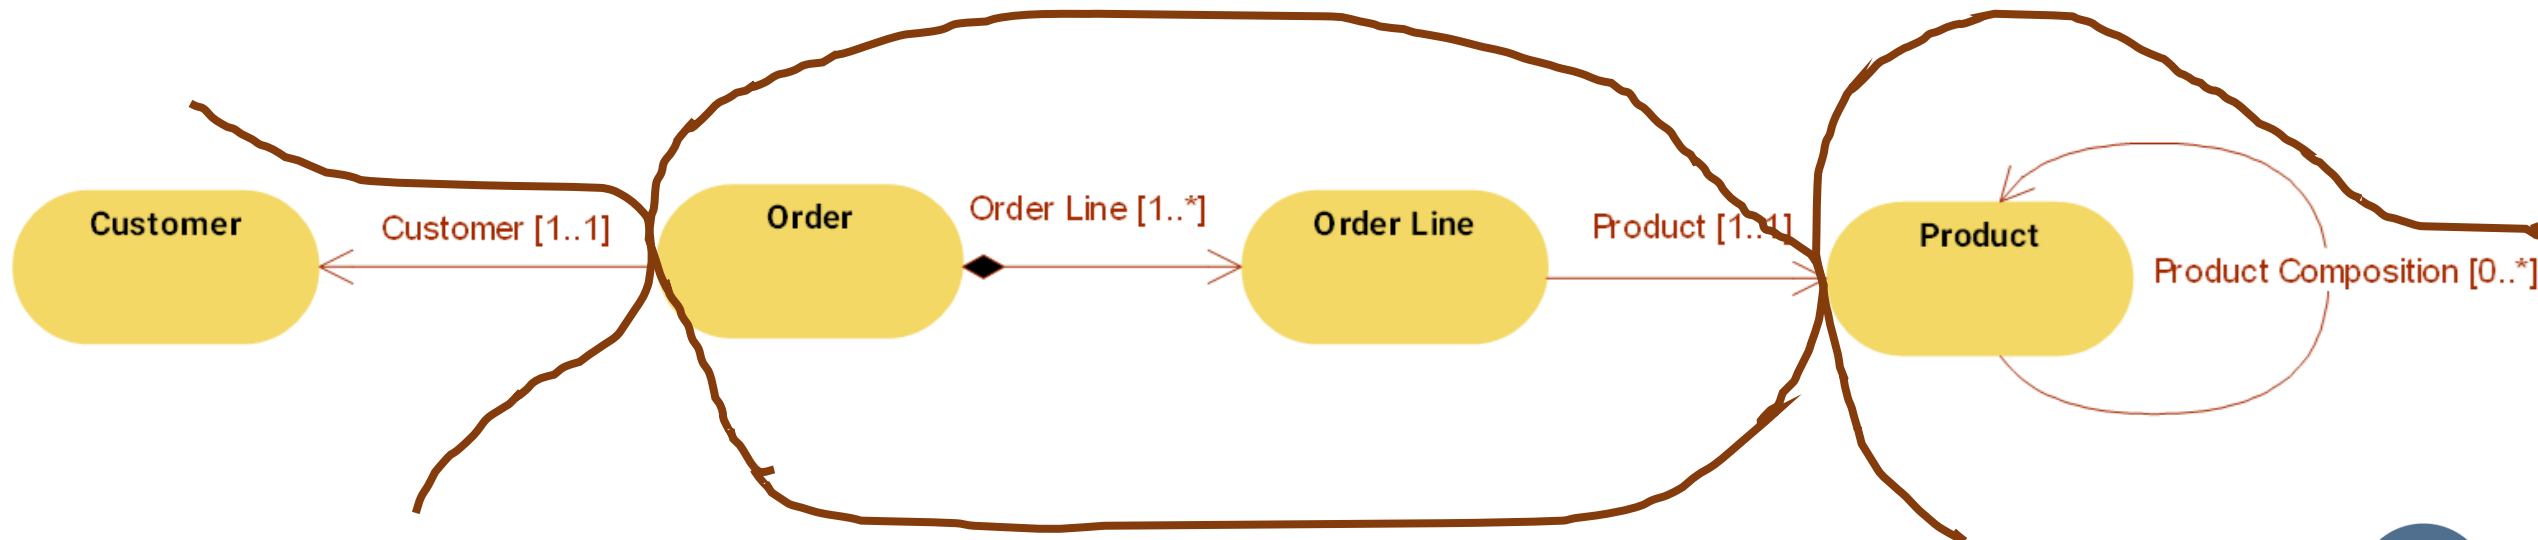 Customer
Customer [1..1]
Order
Order Line [1..*]
Order Line
Product [1..1]
Product
Product Composition [0..*]